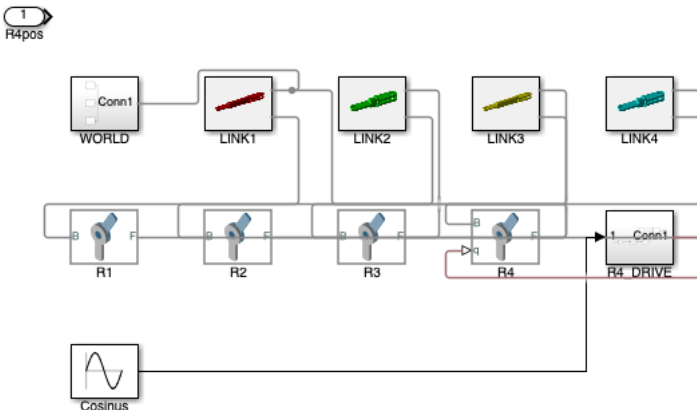 1
R4pos
Conn1
WORLD
LINK1
LINK2
LINK3
LINK4
B F
R1
B F
R2
B F
R3
B F
q
R4
1 Conn1
R4_DRIVE
Cosinus